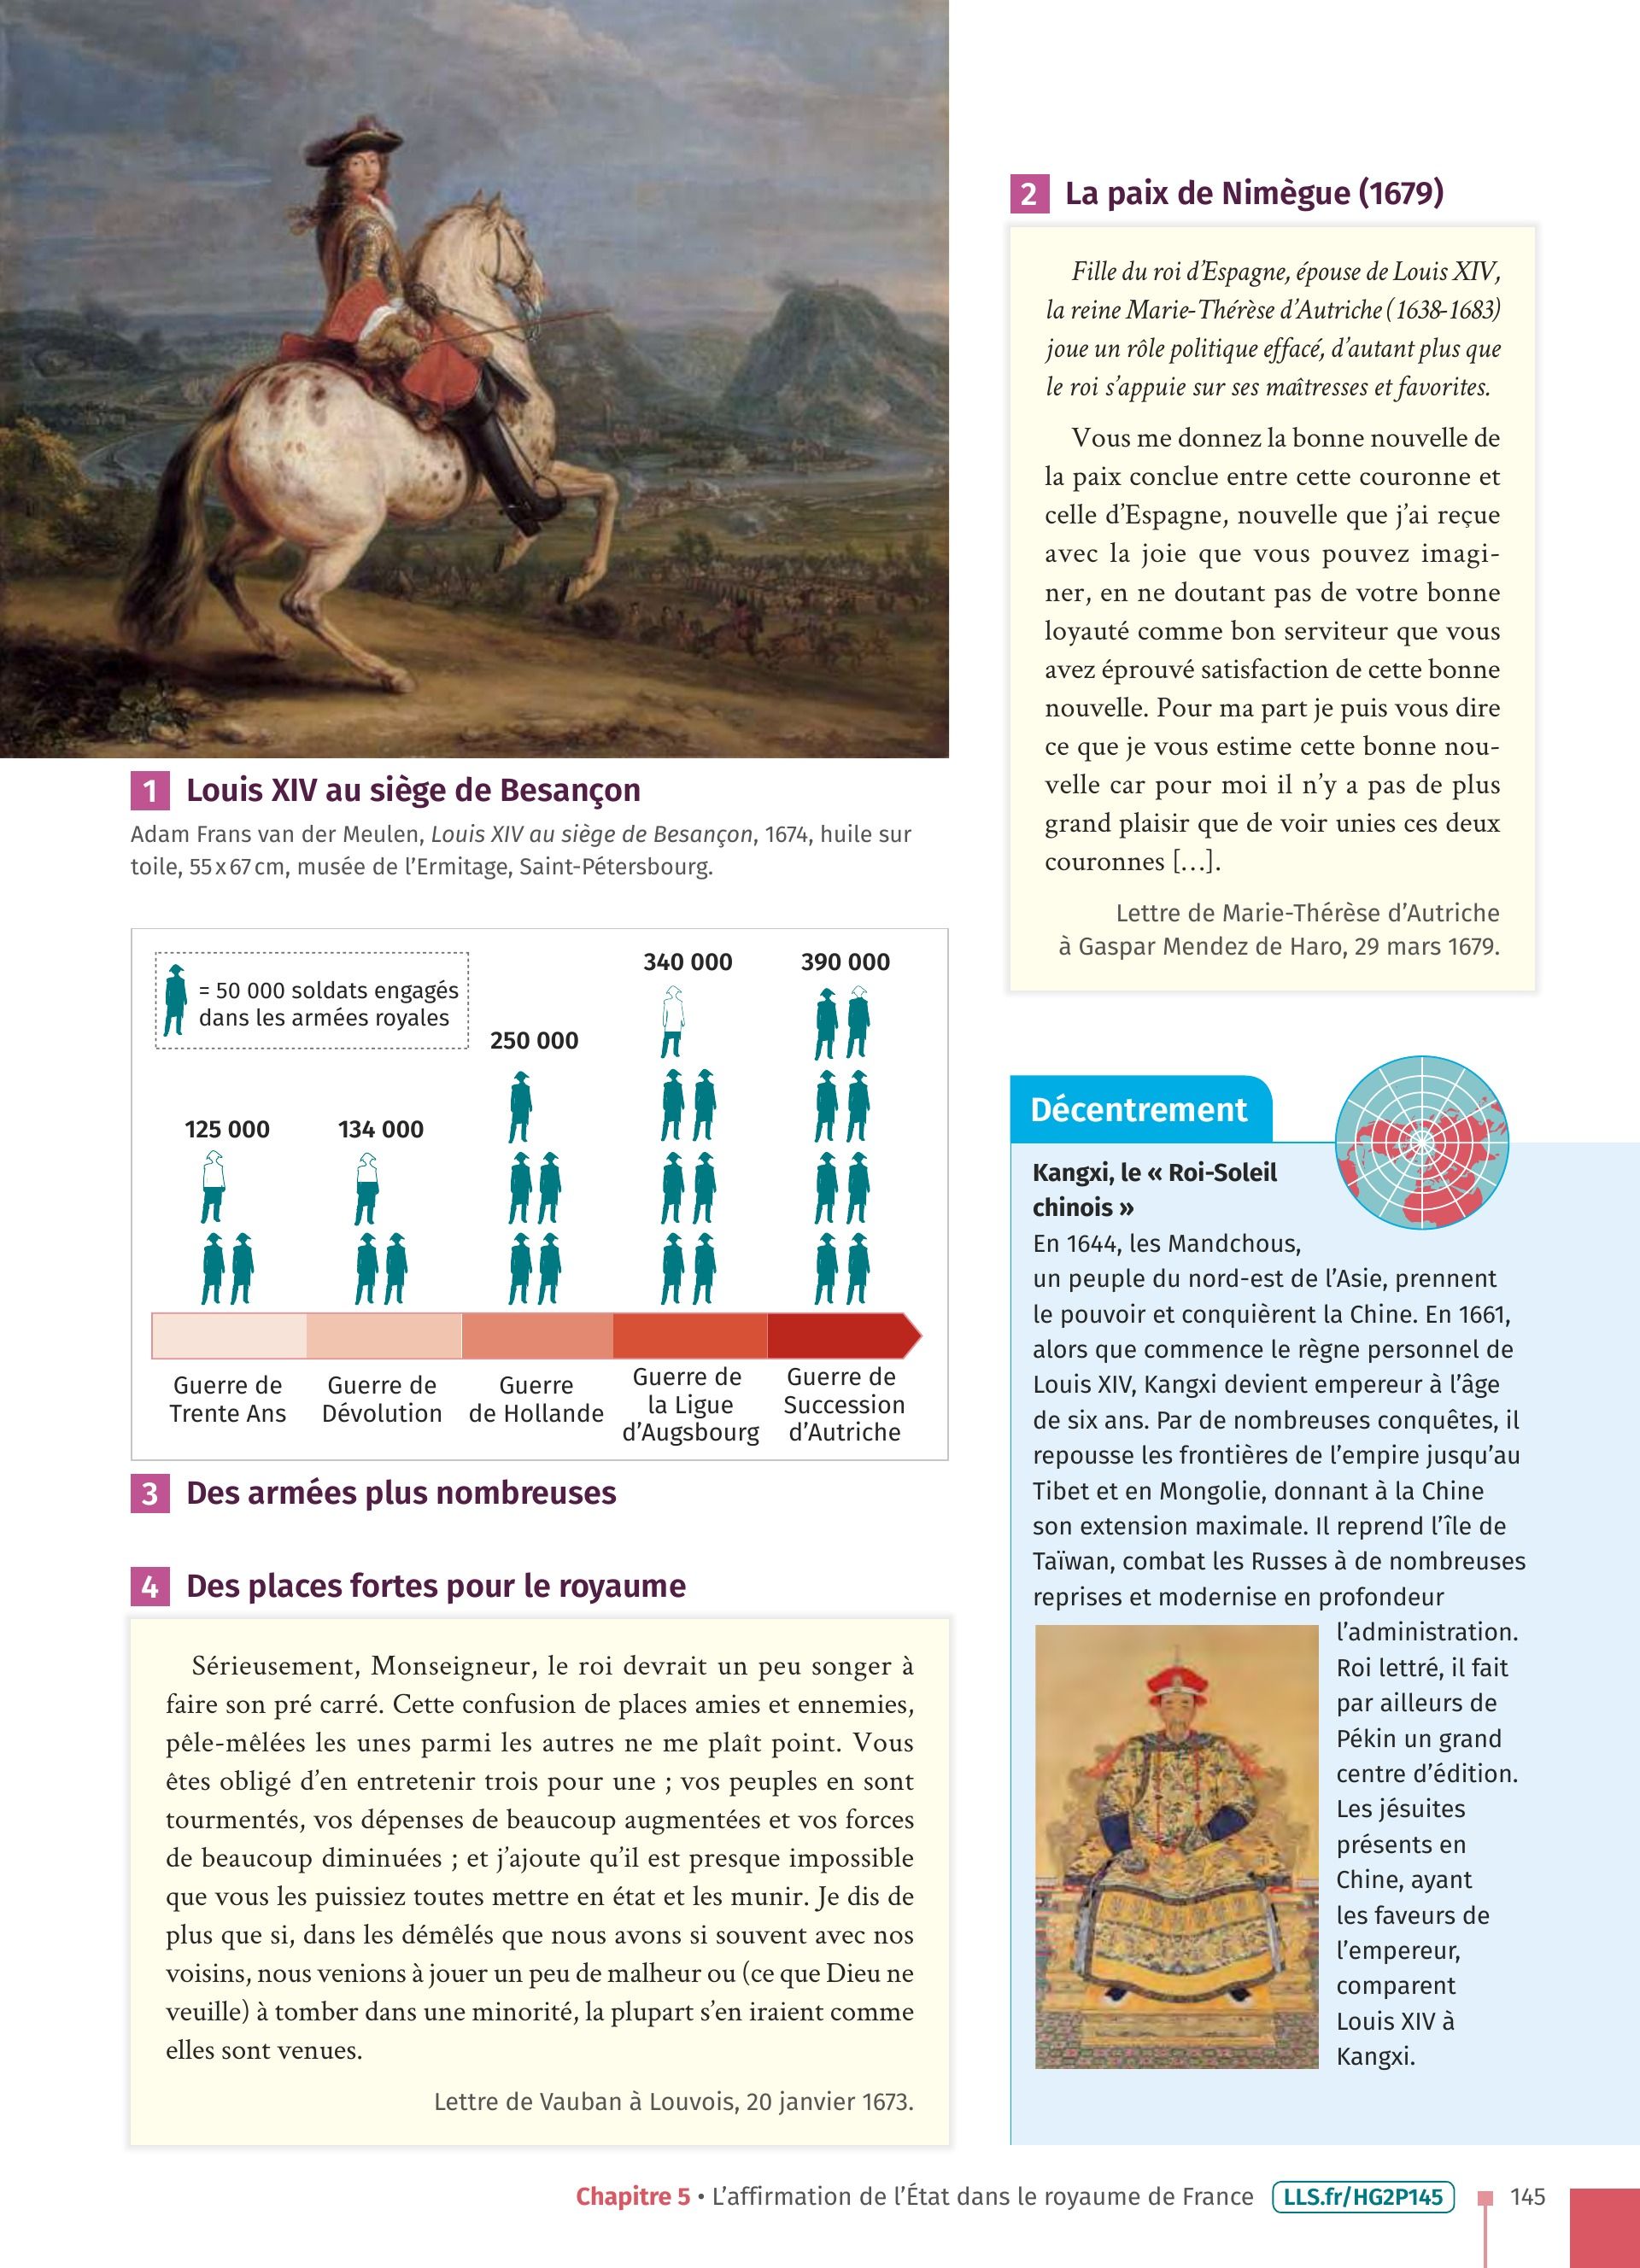 1 Louis XIV au siège de Besançon
Adam Frans van der Meulen, Louis XIV au siège de Besançon, 1674, huile sur
toile, 55 x 67 cm, musée de l’Ermitage, Saint-Pétersbourg.
2 La paix de Nimègue (1679)
Fille du roi d’Espagne, épouse de Louis XIV,
la reine Marie-Thérèse d’Autriche (1638-1683)
joue un rôle politique effacé, d’autant plus que
le roi s’appuie sur ses maîtresses et favorites.
Vous me donnez la bonne nouvelle de
la paix conclue entre cette couronne et
celle d’Espagne, nouvelle que j’ai reçue
avec la joie que vous pouvez imagi-
ner, en ne doutant pas de votre bonne
loyauté comme bon serviteur que vous
avez éprouvé satisfaction de cette bonne
nouvelle. Pour ma part je puis vous dire
ce que je vous estime cette bonne nou-
velle car pour moi il n’y a pas de plus
grand plaisir que de voir unies ces deux
couronnes […].
Lettre de Marie-Thérèse d’Autriche
à Gaspar Mendez de Haro, 29 mars 1679.
= 50 000 soldats engagés
dans les armées royales
125 000
134 000
250 000
340 000
390 000
Guerre de
Trente Ans
Guerre de
Dévolution
Guerre
de Hollande
Guerre de
la Ligue
d’Augsbourg
Guerre de
Succession
d’Autriche
3 Des armées plus nombreuses
4 Des places fortes pour le royaume
Sérieusement, Monseigneur, le roi devrait un peu songer à
faire son pré carré. Cette confusion de places amies et ennemies,
pêle-mêlées les unes parmi les autres ne me plaît point. Vous
êtes obligé d’en entretenir trois pour une ; vos peuples en sont
tourmentés, vos dépenses de beaucoup augmentées et vos forces
de beaucoup diminuées ; et j’ajoute qu’il est presque impossible
que vous les puissiez toutes mettre en état et les munir. Je dis de
plus que si, dans les démêlés que nous avons si souvent avec nos
voisins, nous venions à jouer un peu de malheur ou (ce que Dieu ne
veuille) à tomber dans une minorité, la plupart s’en iraient comme
elles sont venues.
Lettre de Vauban à Louvois, 20 janvier 1673.
Décentrement
Kangxi, le « Roi-Soleil
chinois »
En 1644, les Mandchous,
un peuple du nord-est de l’Asie, prennent
le pouvoir et conquièrent la Chine. En 1661,
alors que commence le règne personnel de
Louis XIV, Kangxi devient empereur à l’âge
de six ans. Par de nombreuses conquêtes, il
repousse les frontières de l’empire jusqu’au
Tibet et en Mongolie, donnant à la Chine
son extension maximale. Il reprend l’île de
Taïwan, combat les Russes à de nombreuses
reprises et modernise en profondeur
l’administration.
Roi lettré, il fait
par ailleurs de
Pékin un grand
centre d’édition.
Les jésuites
présents en
Chine, ayant
les faveurs de
l’empereur,
comparent
Louis XIV à
Kangxi.
Chapitre 5 • L’affirmation de l’État dans le royaume de France LLS.fr/HG2P145 145